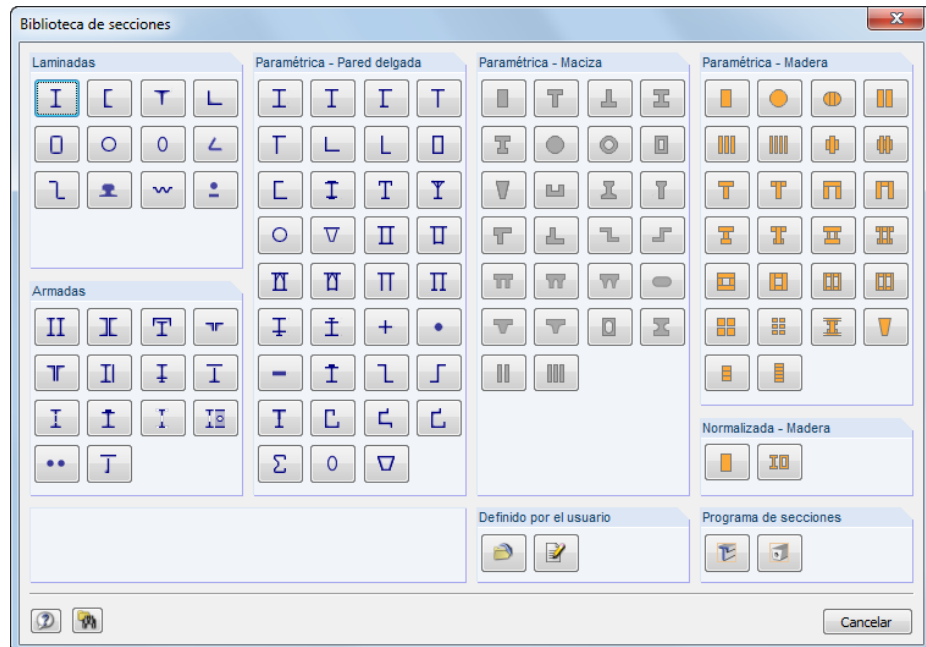 Biblioteca de secciones
Laminadas
Paramétrica - Pared delgada
Paramétrica - Maciza
Paramétrica - Madera
Armadas
Normalizada - Madera
Definido por el usuario
Programa de secciones
Cancelar